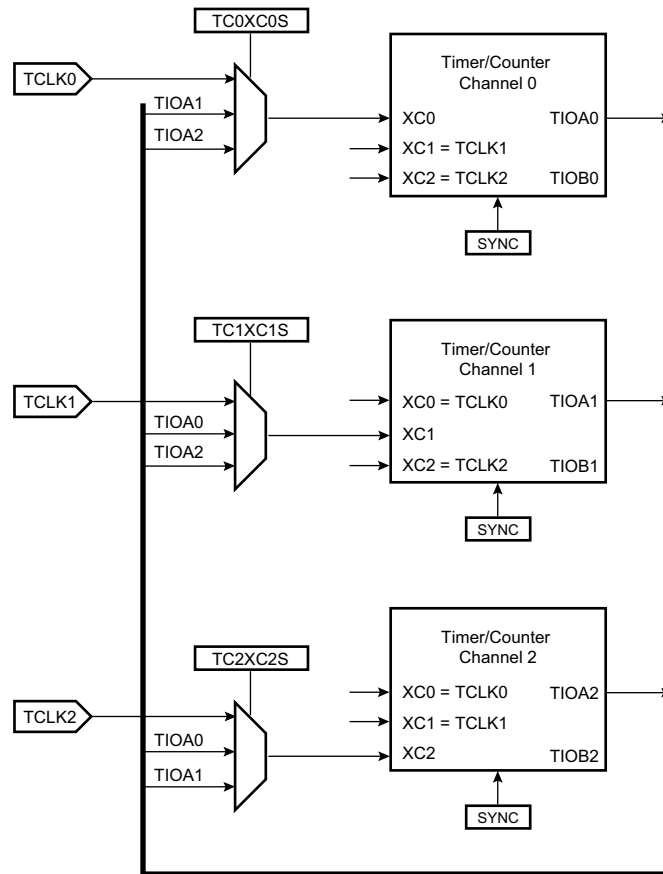 TC0XC0S
TCLK0
TIOA1
TIOA2
Timer/Counter
Channel 0
XC0
TIOA0
XC1 = TCLK1
XC2 = TCLK2
TIOB0
SYNC
TC1XC1S
TCLK1
TIOA0
TIOA2
Timer/Counter
Channel 1
XC0 = TCLK0
TIOA1
XC1
XC2 = TCLK2
TIOB1
SYNC
TC2XC2S
TCLK2
TIOA0
TIOA1
Timer/Counter
Channel 2
XC0 = TCLK0
TIOA2
XC1 = TCLK1
XC2
TIOB2
SYNC